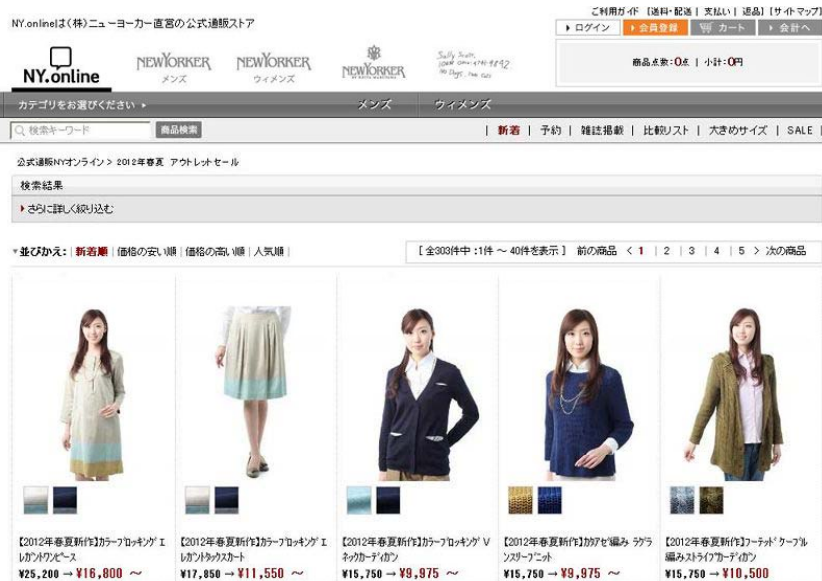 ご利用ガイド [送料・配送 | 支払い | 返品] [サイトマップ]
NY.onlineは(株)ニューヨーカー直営の公式通販ストア
ログイン 会員登録 カート 会計へ
商品点数:0点 | 小計:0円
NY.online
NEWYORKER メンズ
NEWYORKER ウィメンズ
NEWYORKER
Sally Scott
カテゴリをお選びください
メンズ ウィメンズ
検索キーワード 商品検索
| 新着 | 予約 | 雑誌掲載 | 比較リスト | 大きめサイズ | SALE |
公式通販NYオンライン > 2012年春夏 アウトレットセール
検索結果
さらに詳しく絞り込む
並びかえ: | 新着順 | 価格の安い順 | 価格の高い順 | 人気順 |
[ 全303件中 :1件 ～ 40件を表示 ] 前の商品 < 1 | 2 | 3 | 4 | 5 > 次の商品
【2012年春夏新作】カラーブロッキング エレガントワンピース
¥25,200 → ¥16,800 ～
【2012年春夏新作】カラーブロッキング エレガントタックスカート
¥17,850 → ¥11,550 ～
【2012年春夏新作】カラーブロッキング Vネックカーディガン
¥15,750 → ¥9,975 ～
【2012年春夏新作】カタアゼ編み ラグランスリーブニット
¥15,750 → ¥9,975 ～
【2012年春夏新作】フーテッド ケーブル編みストライプカーディガン
¥15,750 → ¥10,500